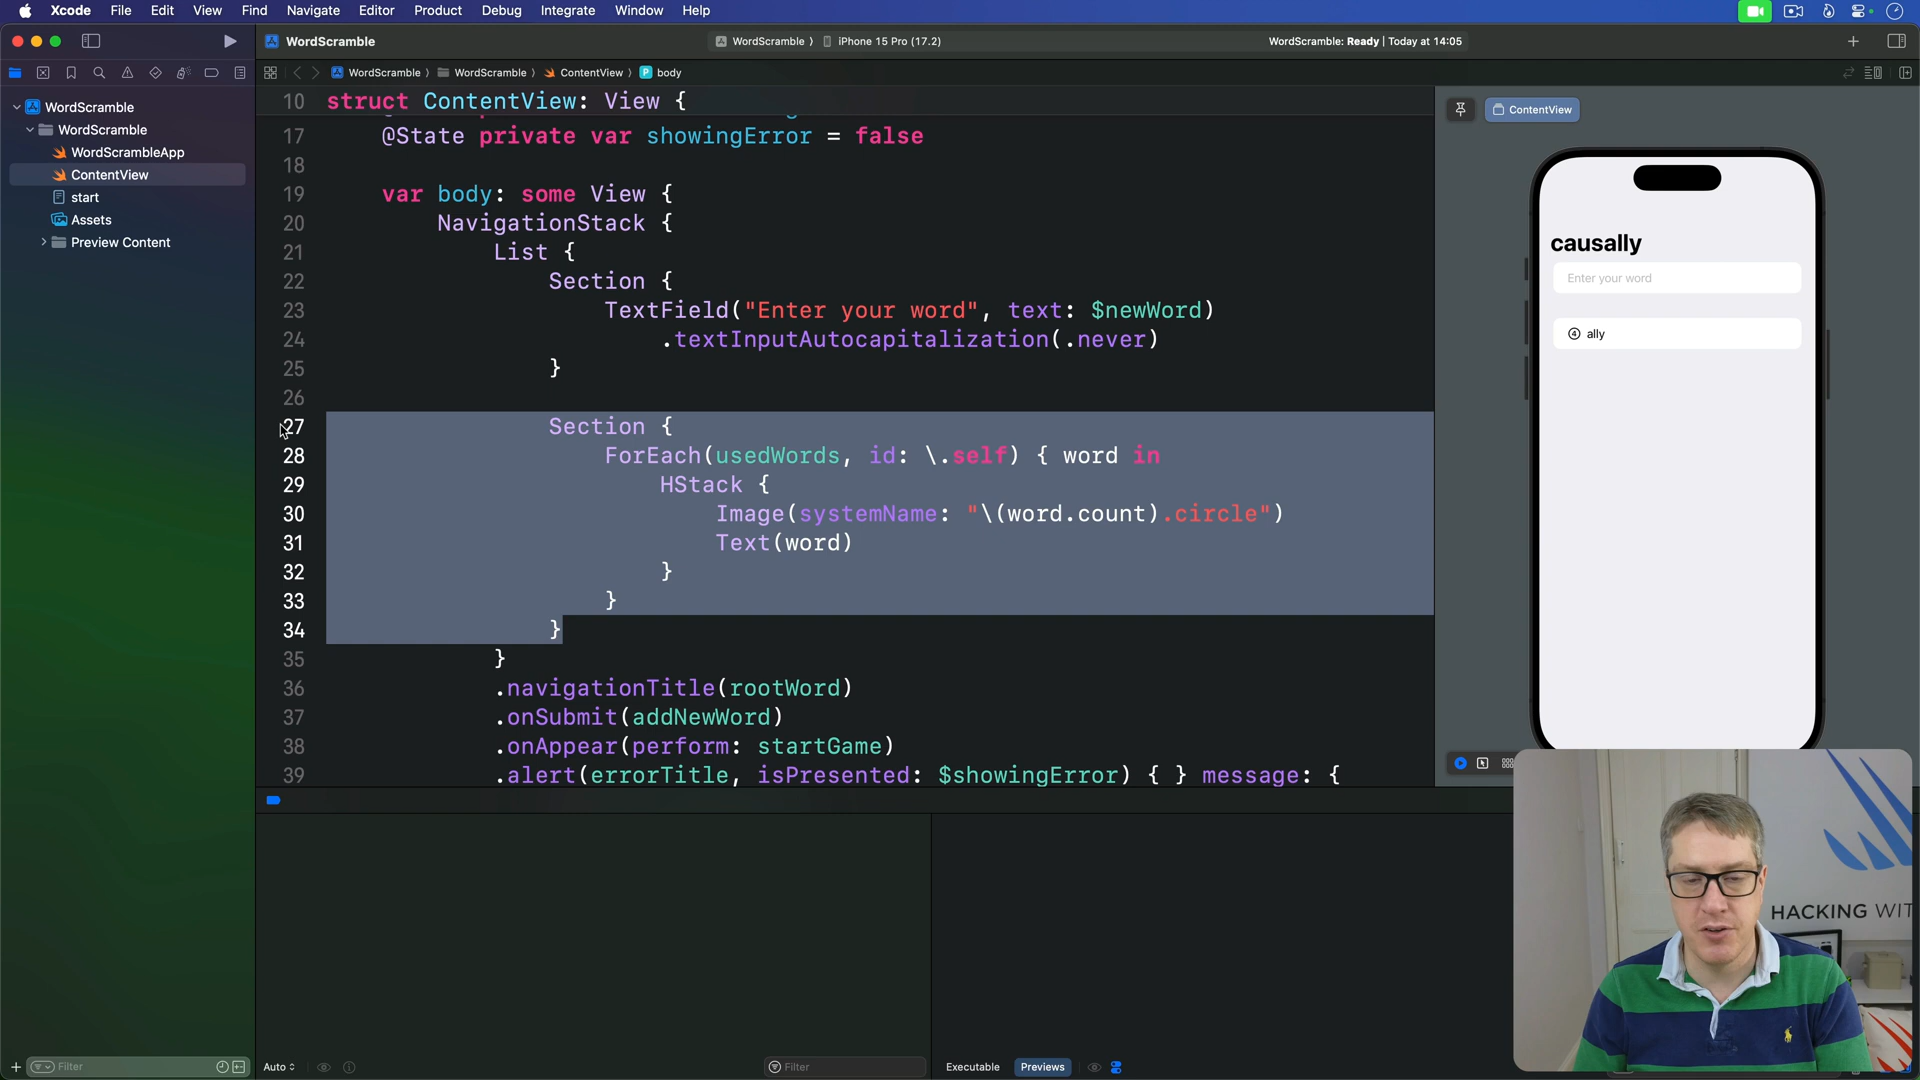 Xcode File Edit View Find Navigate Editor Product Debug Integrate Window Help
WordScramble
WordScramble ⟩ iPhone 15 Pro (17.2)
WordScramble: Ready | Today at 14:05
WordScramble ⟩ WordScramble ⟩ ContentView ⟩ P body
WordScramble
WordScramble
WordScrambleApp
ContentView
start
Assets
Preview Content
10 struct ContentView: View {
17 @State private var showingError = false
18
19 var body: some View {
20 NavigationStack {
21 List {
22 Section {
23 TextField("Enter your word", text: $newWord)
24 .textInputAutocapitalization(.never)
25 }
26
27 Section {
28 ForEach(usedWords, id: \.self) { word in
29 HStack {
30 Image(systemName: "\(word.count).circle")
31 Text(word)
32 }
33 }
34 }
35 }
36 .navigationTitle(rootWord)
37 .onSubmit(addNewWord)
38 .onAppear(perform: startGame)
39 .alert(errorTitle, isPresented: $showingError) { } message: {
ContentView
causally
Enter your word
4 ally
HACKING WIT
Filter
Auto
Filter
Executable Previews